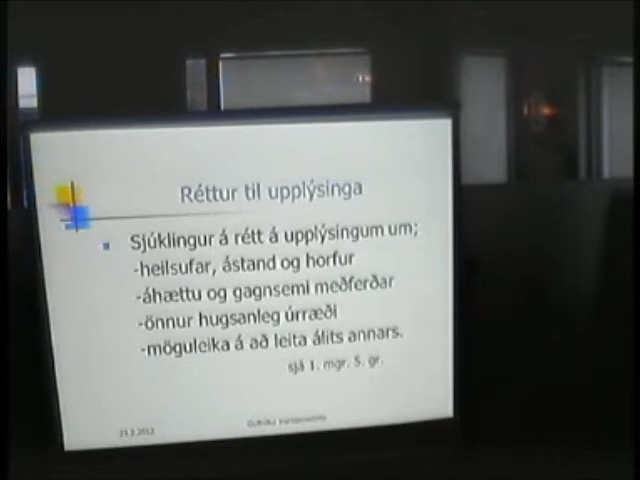 Réttur til upplýsinga
Sjúklingur á rétt á upplýsingum um;
-heilsufar, ástand og horfur
-áhættu og gagnsemi meðferðar
-önnur hugsanleg úrræði
-möguleika á að leita álits annars.
sjá 1. mgr. 5. gr.